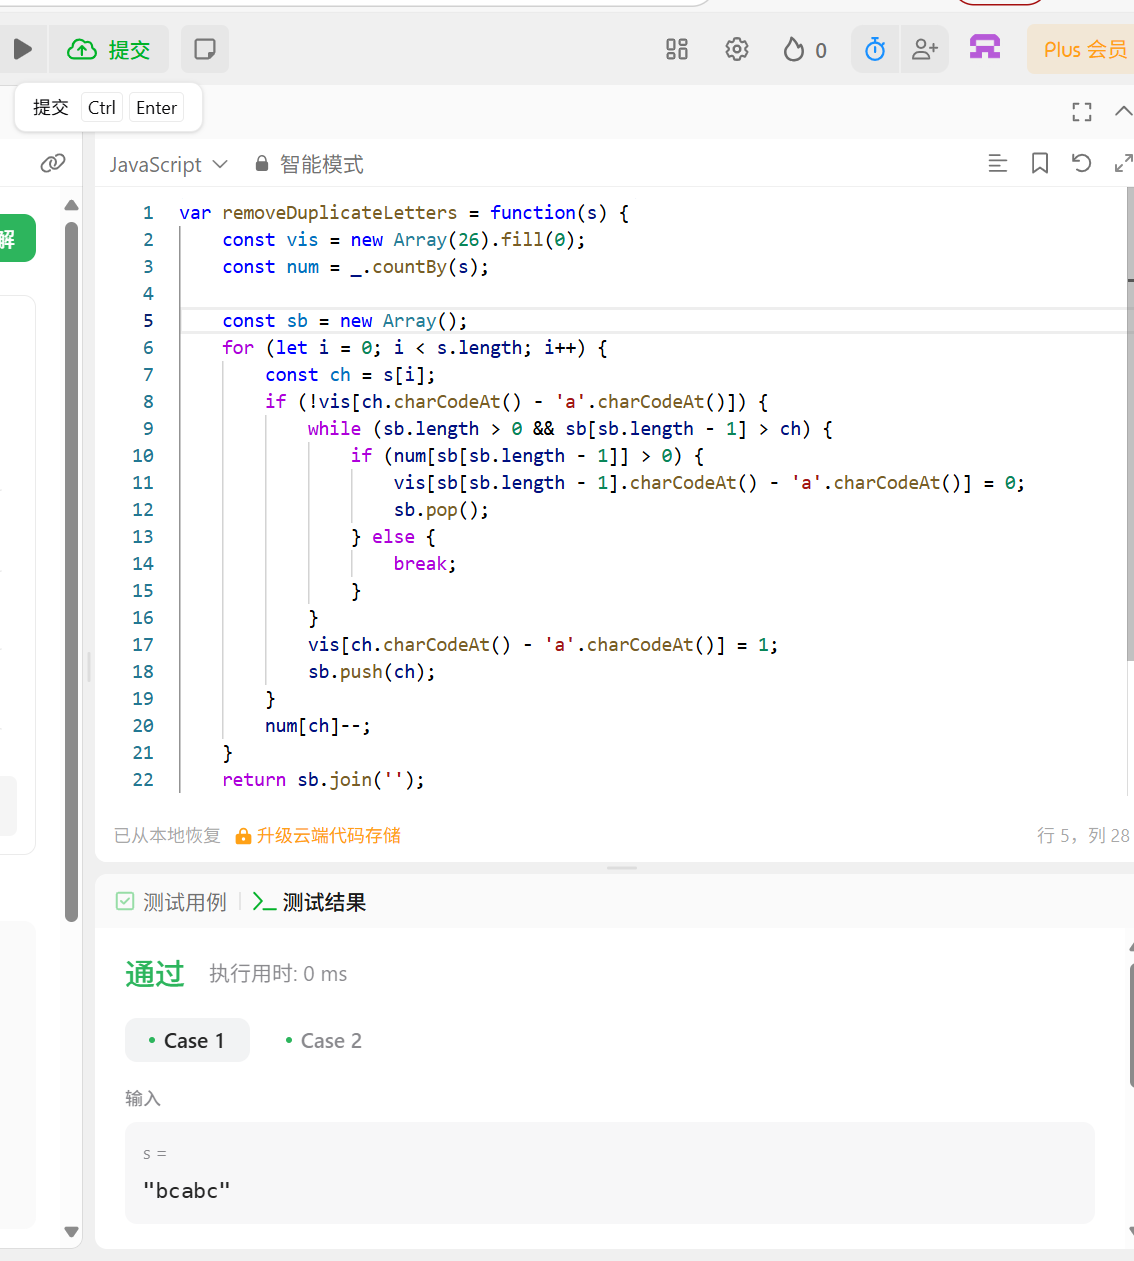 提交
0
Plus 会员
提交 Ctrl Enter
JavaScript 智能模式
解
1 var removeDuplicateLetters = function(s) {
2 const vis = new Array(26).fill(0);
3 const num = _.countBy(s);
4
5 const sb = new Array();
6 for (let i = 0; i < s.length; i++) {
7 const ch = s[i];
8 if (!vis[ch.charCodeAt() - 'a'.charCodeAt()]) {
9 while (sb.length > 0 && sb[sb.length - 1] > ch) {
10 if (num[sb[sb.length - 1]] > 0) {
11 vis[sb[sb.length - 1].charCodeAt() - 'a'.charCodeAt()] = 0;
12 sb.pop();
13 } else {
14 break;
15 }
16 }
17 vis[ch.charCodeAt() - 'a'.charCodeAt()] = 1;
18 sb.push(ch);
19 }
20 num[ch]--;
21 }
22 return sb.join('');
已从本地恢复 升级云端代码存储 行 5，列 28
测试用例 测试结果
通过 执行用时: 0 ms
Case 1 Case 2
输入
s =
"bcabc"